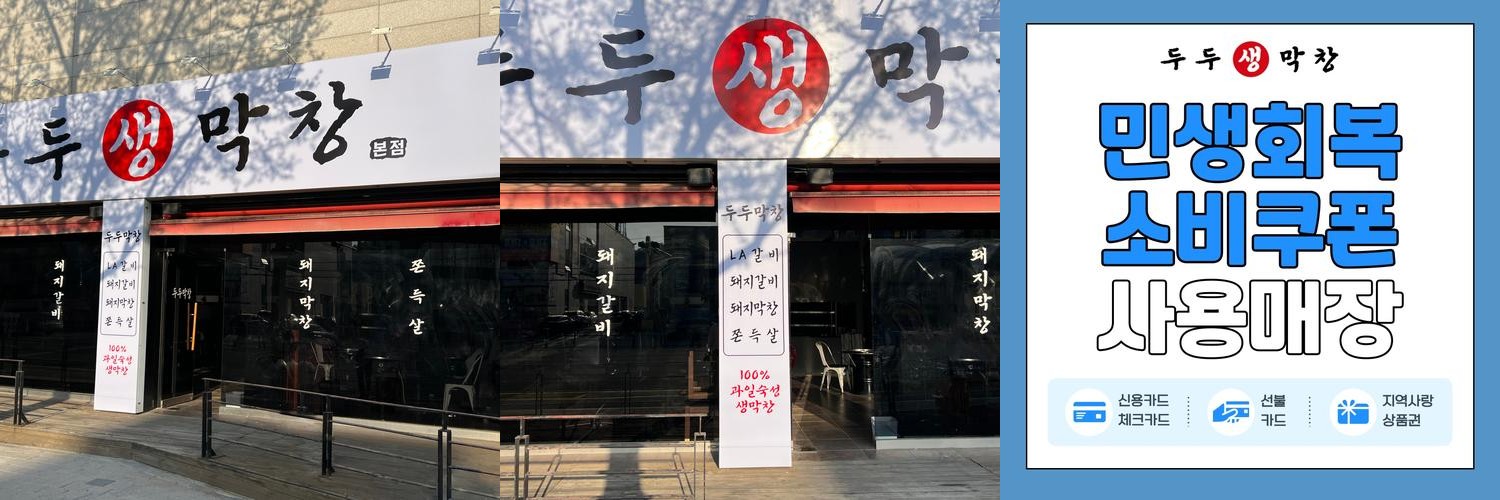 두두생막창
본점
두두막창
LA갈비
돼지갈비
돼지막창
쫀득살
100%
과일숙성
생막창
돼지갈비
두두막창
돼지막창
쫀득살
두생막
두두막창
LA갈비
돼지갈비
돼지막창
쫀득살
100%
과일숙성
생막창
돼지갈비
돼지막창
두두생막창
민생회복
소비쿠폰
사용매장
신용카드
체크카드
선불
카드
지역사랑
상품권